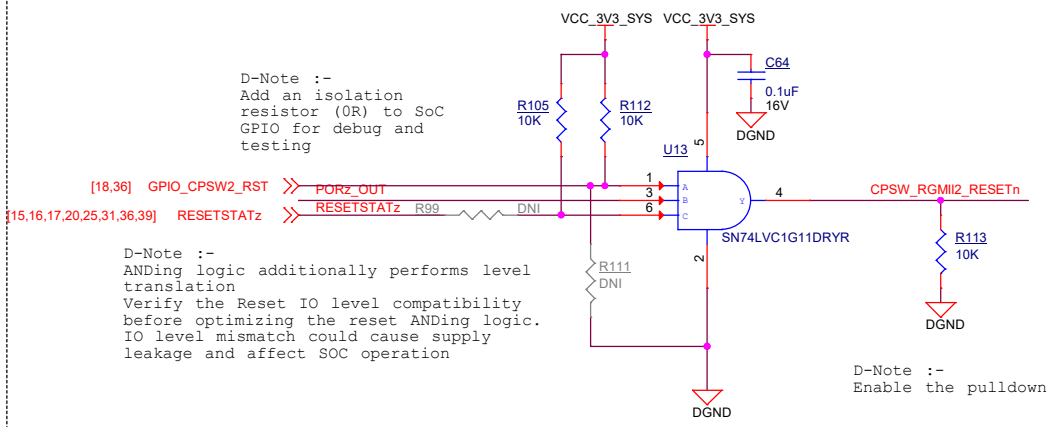 VCC_3V3_SYS
VCC_3V3_SYS
D-Note :-
Add an isolation
resistor (0R) to SoC
GPIO for debug and
testing
R105
10K
R112
10K
C64
0.1uF
16V
DGND
U13
5
[18,36] GPIO_CPSW2_RST
PORz_OUT
1
A
3
B
4
Y
CPSW_RGMII2_RESETn
[15,16,17,20,25,31,36,39] RESETSTATz
RESETSTATz
R99
DNI
6
C
SN74LVC1G11DRYR
2
R113
10K
DGND
D-Note :-
ANDing logic additionally performs level
translation
Verify the Reset IO level compatibility
before optimizing the reset ANDing logic.
IO level mismatch could cause supply
leakage and affect SOC operation
R111
DNI
DGND
D-Note :-
Enable the pulldown